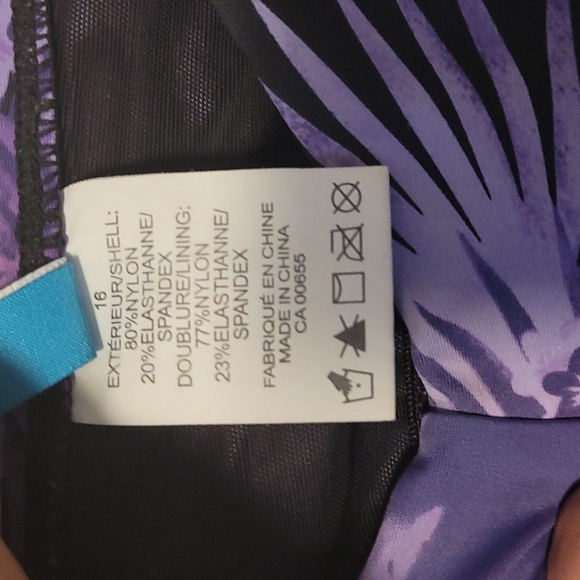 16
EXTÉRIEUR/SHELL:
80%NYLON
20%ELASTHANNE/
SPANDEX
DOUBLURE/LINING:
77%NYLON
23%ELASTHANNE/
SPANDEX
FABRIQUÉ EN CHINE
MADE IN CHINA
CA 00655